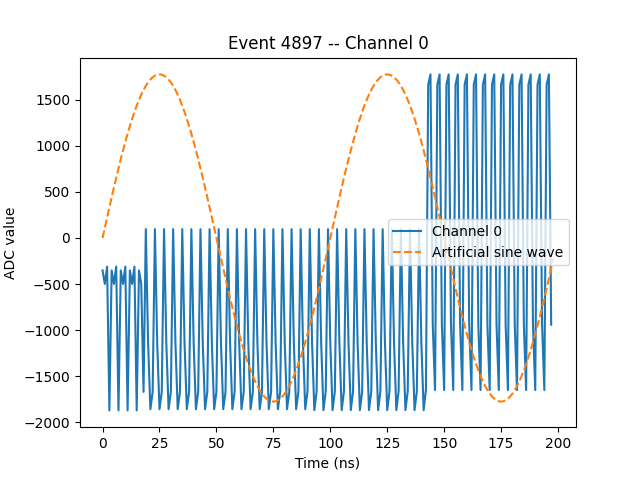 Event 4897 -- Channel 0
ADC value
1500
1000
500
0
−500
−1000
−1500
−2000
Channel 0
Artificial sine wave
0 25 50 75 100 125 150 175 200
Time (ns)